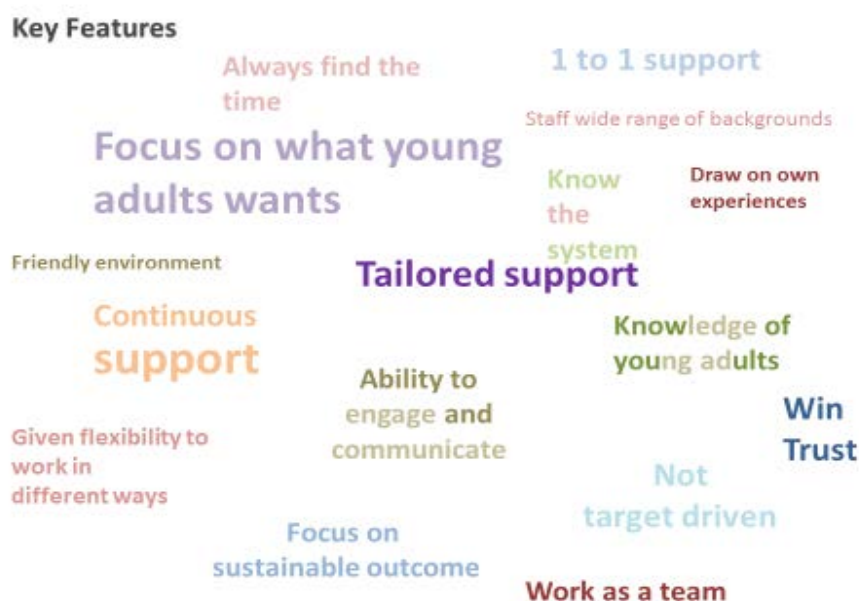 Key Features
Always find the
time
1 to 1 support
Staff wide range of backgrounds
Focus on what young
adults wants
Know
the
system
Draw on own
experiences
Friendly environment
Tailored support
Continuous
support
Knowledge of
young adults
Ability to
engage and
communicate
Win
Trust
Given flexibility to
work in
different ways
Not
target driven
Focus on
sustainable outcome
Work as a team